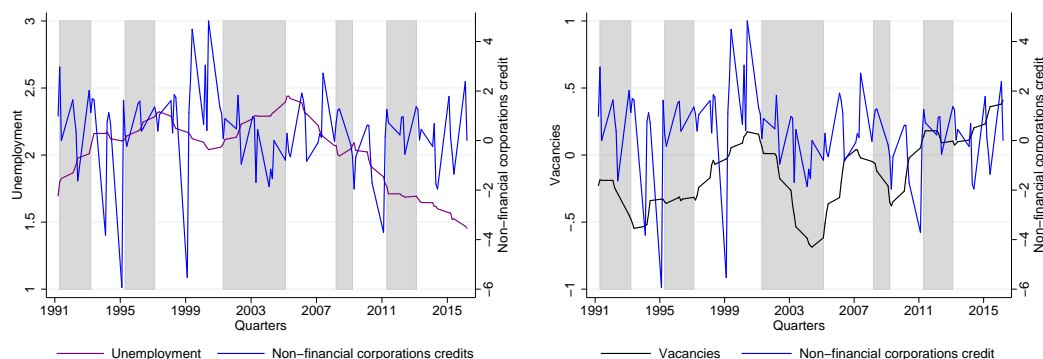 3
2.5
2
1.5
1
Unemployment
4
2
0
−2
−4
−6
Non−financial corporations credit
1991 1995 1999 2003 2007 2011 2015
Quarters
Unemployment Non−financial corporations credits
1
.5
0
−.5
−1
Vacancies
4
2
0
−2
−4
−6
Non−financial corporations credit
1991 1995 1999 2003 2007 2011 2015
Quarters
Vacancies Non−financial corporations credit